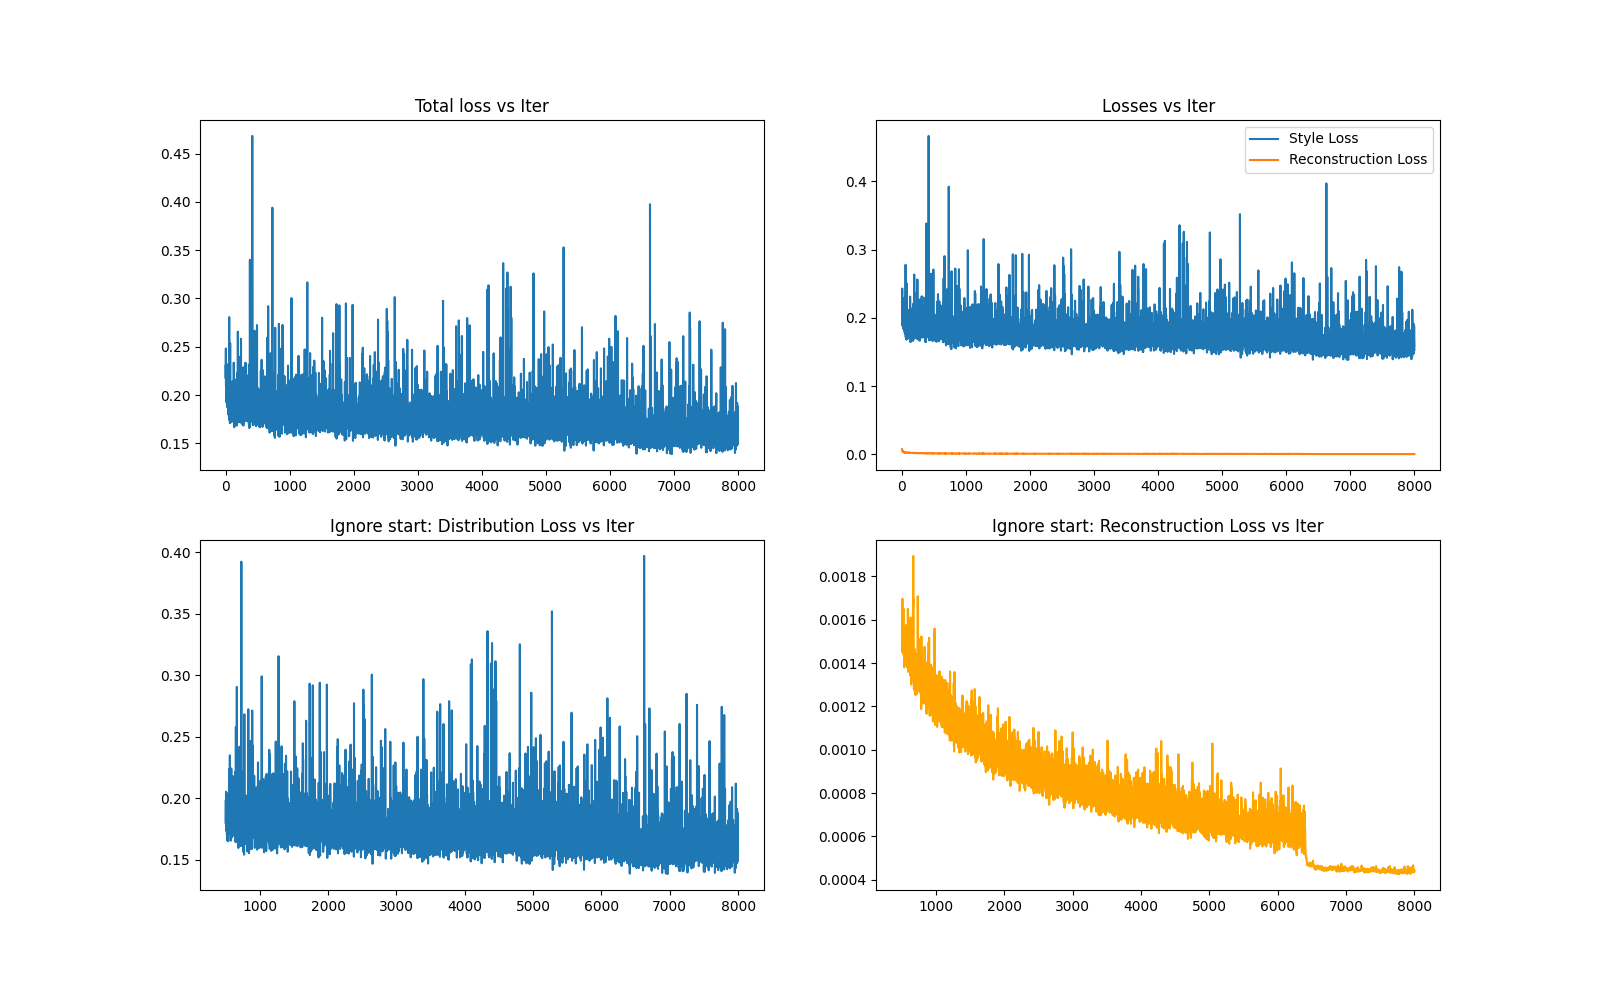 Total loss vs Iter
0.45
0.40
0.35
0.30
0.25
0.20
0.15
0 1000 2000 3000 4000 5000 6000 7000 8000
Losses vs Iter
Style Loss
Reconstruction Loss
0.4
0.3
0.2
0.1
0.0
0 1000 2000 3000 4000 5000 6000 7000 8000
Ignore start: Distribution Loss vs Iter
0.40
0.35
0.30
0.25
0.20
0.15
1000 2000 3000 4000 5000 6000 7000 8000
Ignore start: Reconstruction Loss vs Iter
0.0018
0.0016
0.0014
0.0012
0.0010
0.0008
0.0006
0.0004
1000 2000 3000 4000 5000 6000 7000 8000